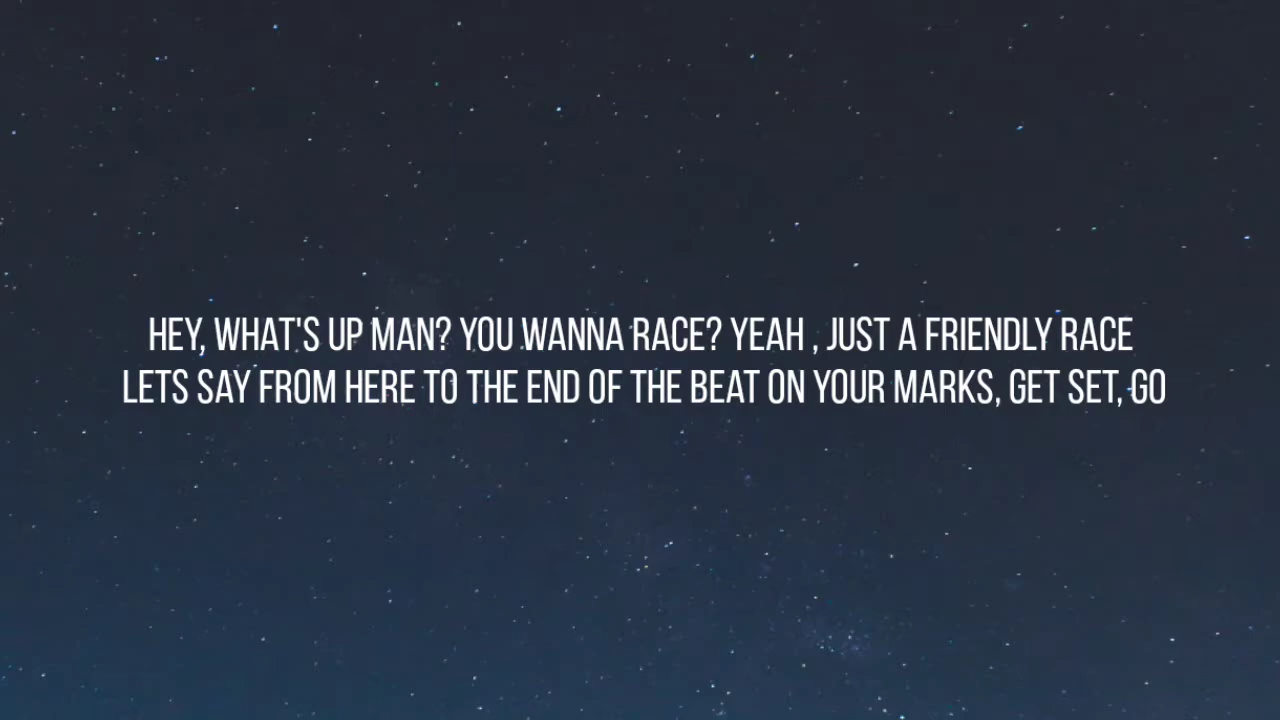 HEY, WHAT'S UP MAN? YOU WANNA RACE? YEAH , JUST A FRIENDLY RACE
LETS SAY FROM HERE TO THE END OF THE BEAT ON YOUR MARKS, GET SET, GO